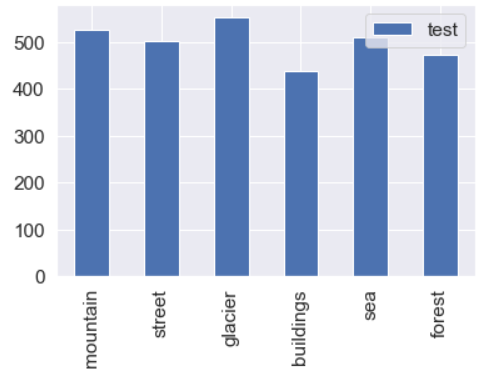 test
500
400
300
200
100
0
mountain
street
glacier
buildings
sea
forest